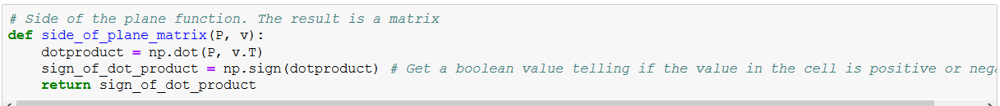 # Side of the plane function. The result is a matrix
def side_of_plane_matrix(P, v):
    dotproduct = np.dot(P, v.T)
    sign_of_dot_product = np.sign(dotproduct) # Get a boolean value telling if the value in the cell is positive or
    return sign_of_dot_product